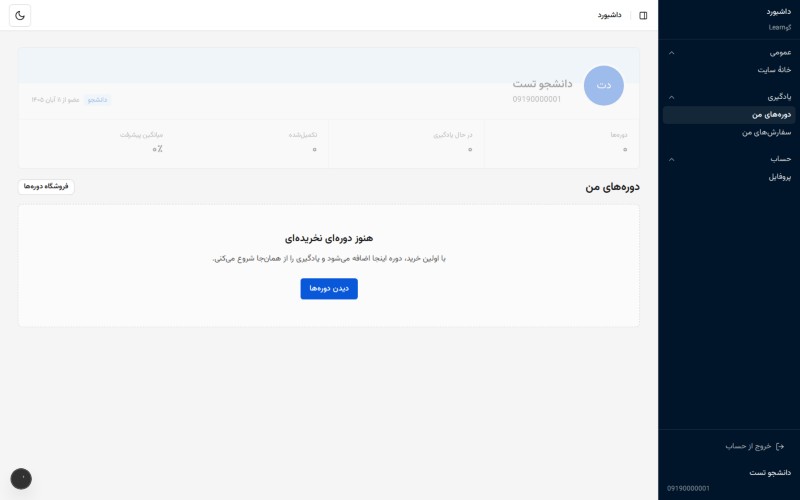 داشبورد
گوLearn
عمومی
خانهٔ سایت
یادگیری
دوره‌های من
سفارش‌های من
حساب
پروفایل
خروج از حساب
دانشجو تست
09190000001
داشبورد
دت
دانشجو تست
09190000001
دانشجو
عضو از ۵ آبان ۱۴۰۵
دوره‌ها
۰
در حال یادگیری
۰
تکمیل‌شده
۰
میانگین پیشرفت
۰٪
دوره‌های من
فروشگاه دوره‌ها
هنوز دوره‌ای نخریده‌ای
با اولین خرید، دوره اینجا اضافه می‌شود و یادگیری را از همان‌جا شروع می‌کنی.
دیدن دوره‌ها